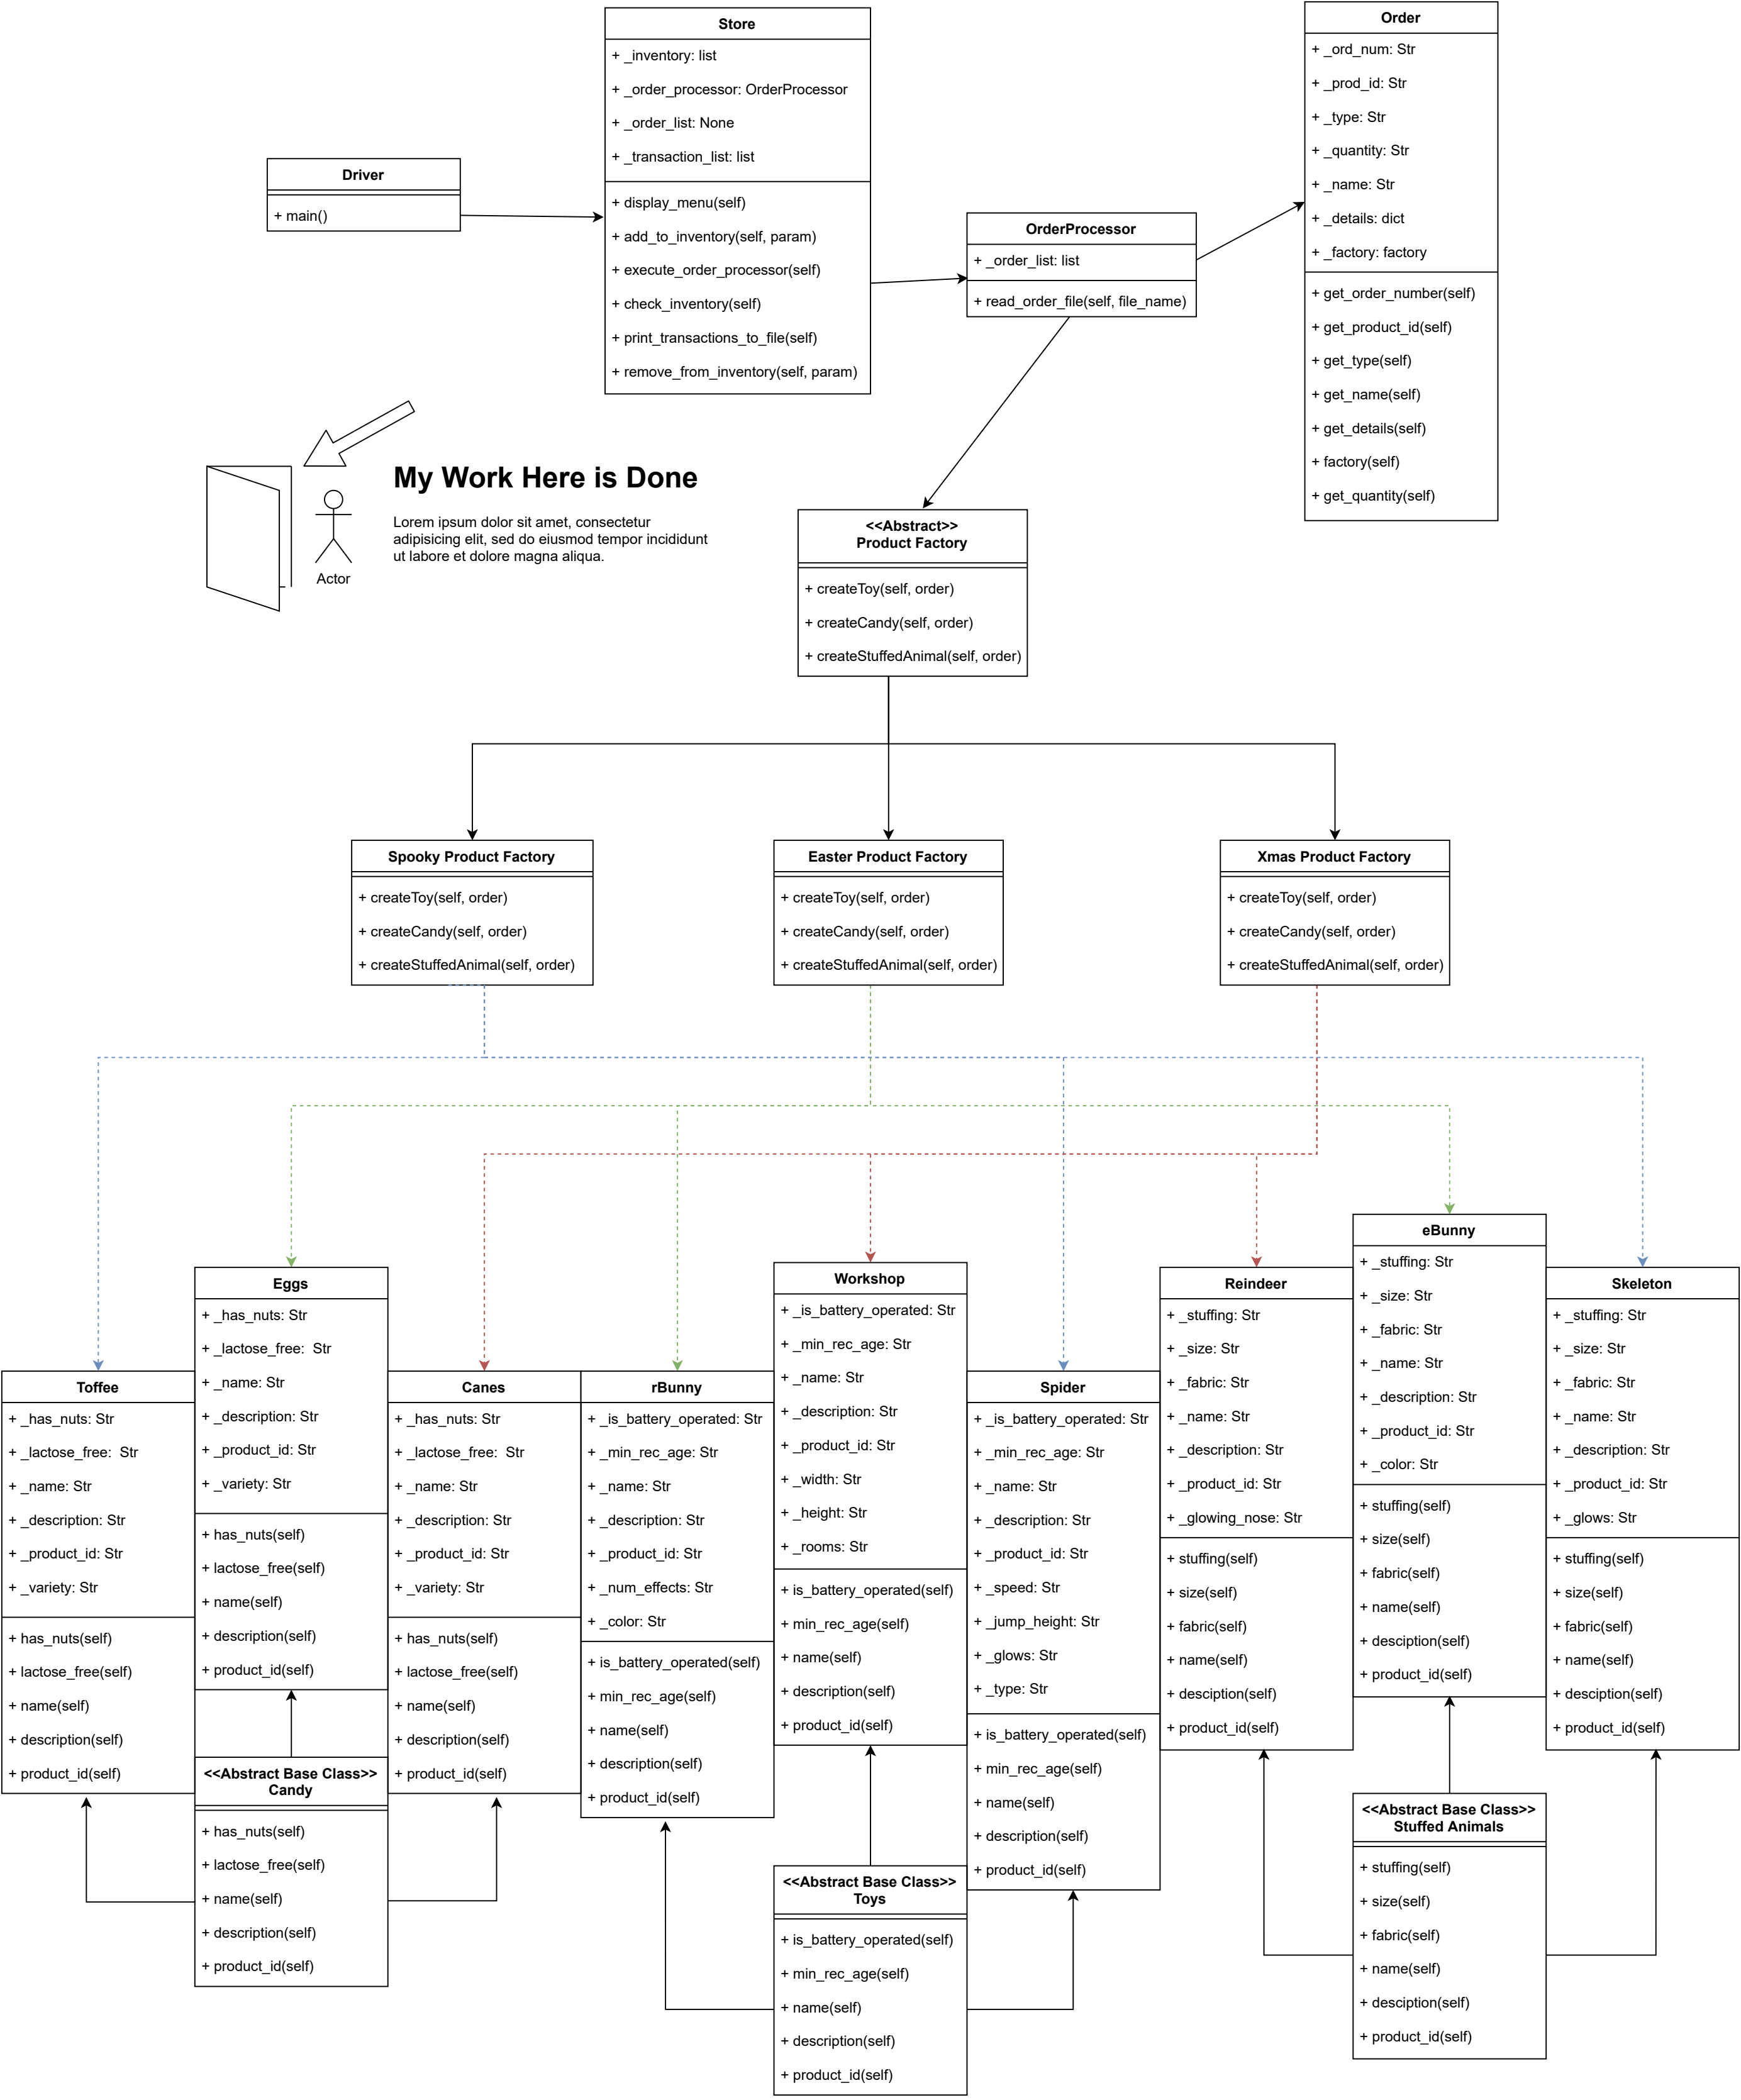 Store
+ _inventory: list
+ _order_processor: OrderProcessor
+ _order_list: None
+ _transaction_list: list
+ display_menu(self)
+ add_to_inventory(self, param)
+ execute_order_processor(self)
+ check_inventory(self)
+ print_transactions_to_file(self)
+ remove_from_inventory(self, param)
Order
+ _ord_num: Str
+ _prod_id: Str
+ _type: Str
+ _quantity: Str
+ _name: Str
+ _details: dict
+ _factory: factory
+ get_order_number(self)
+ get_product_id(self)
+ get_type(self)
+ get_name(self)
+ get_details(self)
+ factory(self)
+ get_quantity(self)
Driver
+ main()
OrderProcessor
+ _order_list: list
+ read_order_file(self, file_name)
My Work Here is Done
Lorem ipsum dolor sit amet, consectetur
adipisicing elit, sed do eiusmod tempor incididunt
ut labore et dolore magna aliqua.
Actor
<<Abstract>>
Product Factory
+ createToy(self, order)
+ createCandy(self, order)
+ createStuffedAnimal(self, order)
Spooky Product Factory
+ createToy(self, order)
+ createCandy(self, order)
+ createStuffedAnimal(self, order)
Easter Product Factory
+ createToy(self, order)
+ createCandy(self, order)
+ createStuffedAnimal(self, order)
Xmas Product Factory
+ createToy(self, order)
+ createCandy(self, order)
+ createStuffedAnimal(self, order)
Toffee
+ _has_nuts: Str
+ _lactose_free:  Str
+ _name: Str
+ _description: Str
+ _product_id: Str
+ _variety: Str
+ has_nuts(self)
+ lactose_free(self)
+ name(self)
+ description(self)
+ product_id(self)
Eggs
+ _has_nuts: Str
+ _lactose_free:  Str
+ _name: Str
+ _description: Str
+ _product_id: Str
+ _variety: Str
+ has_nuts(self)
+ lactose_free(self)
+ name(self)
+ description(self)
+ product_id(self)
Canes
+ _has_nuts: Str
+ _lactose_free:  Str
+ _name: Str
+ _description: Str
+ _product_id: Str
+ _variety: Str
+ has_nuts(self)
+ lactose_free(self)
+ name(self)
+ description(self)
+ product_id(self)
rBunny
+ _is_battery_operated: Str
+ _min_rec_age: Str
+ _name: Str
+ _description: Str
+ _product_id: Str
+ _num_effects: Str
+ _color: Str
+ is_battery_operated(self)
+ min_rec_age(self)
+ name(self)
+ description(self)
+ product_id(self)
Workshop
+ _is_battery_operated: Str
+ _min_rec_age: Str
+ _name: Str
+ _description: Str
+ _product_id: Str
+ _width: Str
+ _height: Str
+ _rooms: Str
+ is_battery_operated(self)
+ min_rec_age(self)
+ name(self)
+ description(self)
+ product_id(self)
Spider
+ _is_battery_operated: Str
+ _min_rec_age: Str
+ _name: Str
+ _description: Str
+ _product_id: Str
+ _speed: Str
+ _jump_height: Str
+ _glows: Str
+ _type: Str
+ is_battery_operated(self)
+ min_rec_age(self)
+ name(self)
+ description(self)
+ product_id(self)
Reindeer
+ _stuffing: Str
+ _size: Str
+ _fabric: Str
+ _name: Str
+ _description: Str
+ _product_id: Str
+ _glowing_nose: Str
+ stuffing(self)
+ size(self)
+ fabric(self)
+ name(self)
+ desciption(self)
+ product_id(self)
eBunny
+ _stuffing: Str
+ _size: Str
+ _fabric: Str
+ _name: Str
+ _description: Str
+ _product_id: Str
+ _color: Str
+ stuffing(self)
+ size(self)
+ fabric(self)
+ name(self)
+ desciption(self)
+ product_id(self)
Skeleton
+ _stuffing: Str
+ _size: Str
+ _fabric: Str
+ _name: Str
+ _description: Str
+ _product_id: Str
+ _glows: Str
+ stuffing(self)
+ size(self)
+ fabric(self)
+ name(self)
+ desciption(self)
+ product_id(self)
<<Abstract Base Class>>
Candy
+ has_nuts(self)
+ lactose_free(self)
+ name(self)
+ description(self)
+ product_id(self)
<<Abstract Base Class>>
Toys
+ is_battery_operated(self)
+ min_rec_age(self)
+ name(self)
+ description(self)
+ product_id(self)
<<Abstract Base Class>>
Stuffed Animals
+ stuffing(self)
+ size(self)
+ fabric(self)
+ name(self)
+ desciption(self)
+ product_id(self)